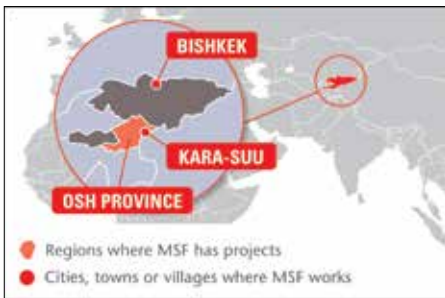 BISHKEK
KARA-SUU
OSH PROVINCE
Regions where MSF has projects
Cities, towns or villages where MSF works